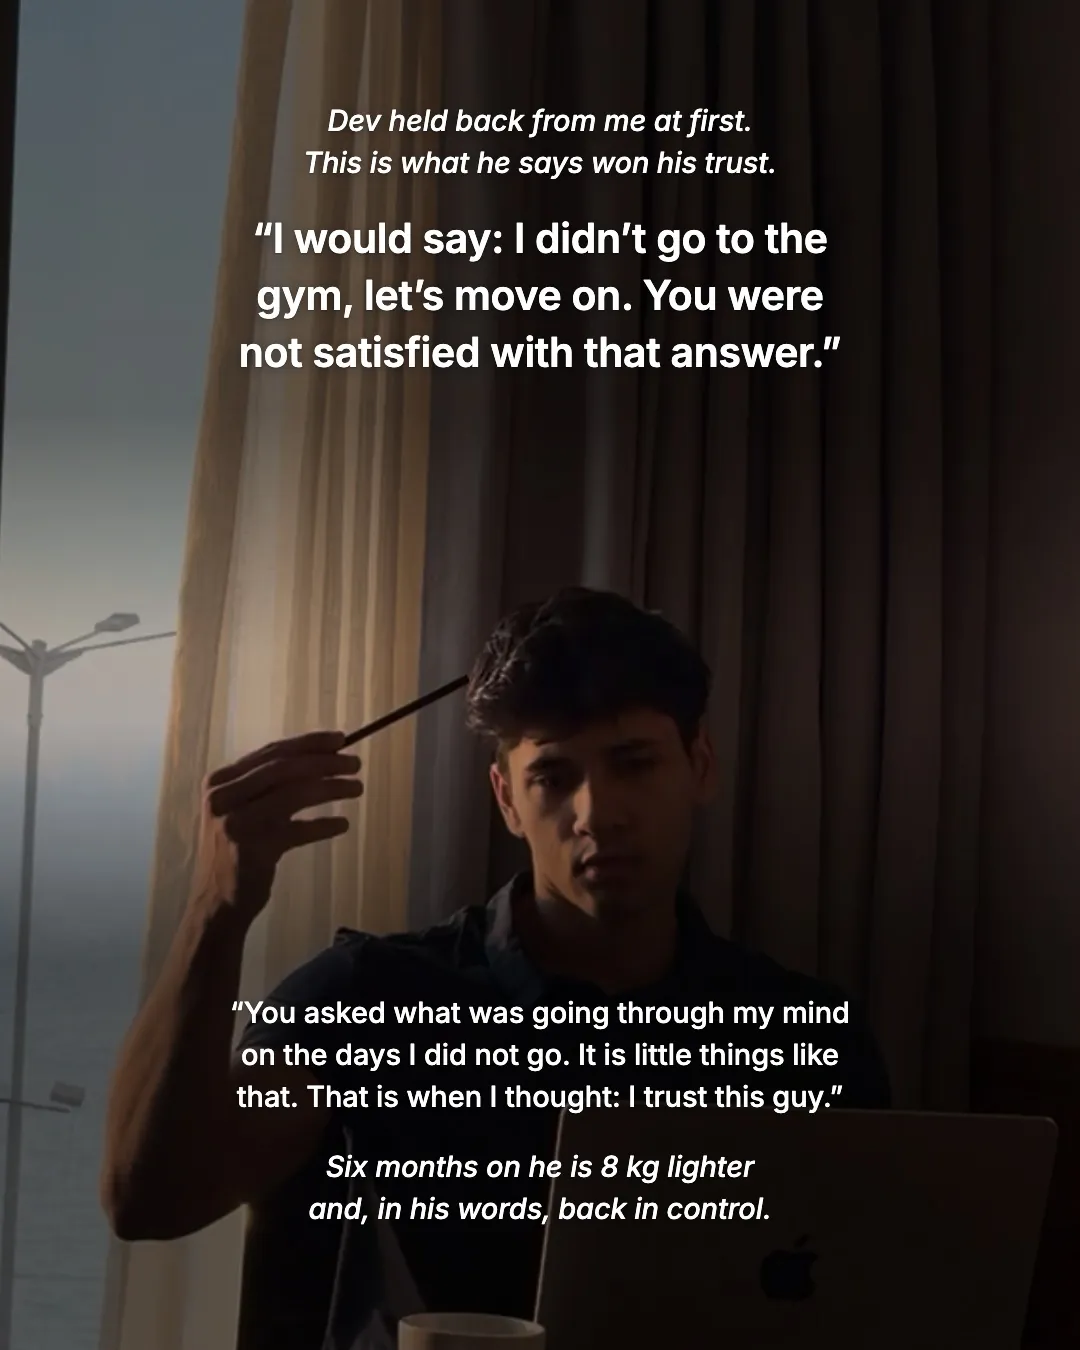 Dev held back from me at first.
This is what he says won his trust.
“I would say: I didn’t go to the
gym, let’s move on. You were
not satisfied with that answer.”
“You asked what was going through my mind
on the days I did not go. It is little things like
that. That is when I thought: I trust this guy.”
Six months on he is 8 kg lighter
and, in his words, back in control.